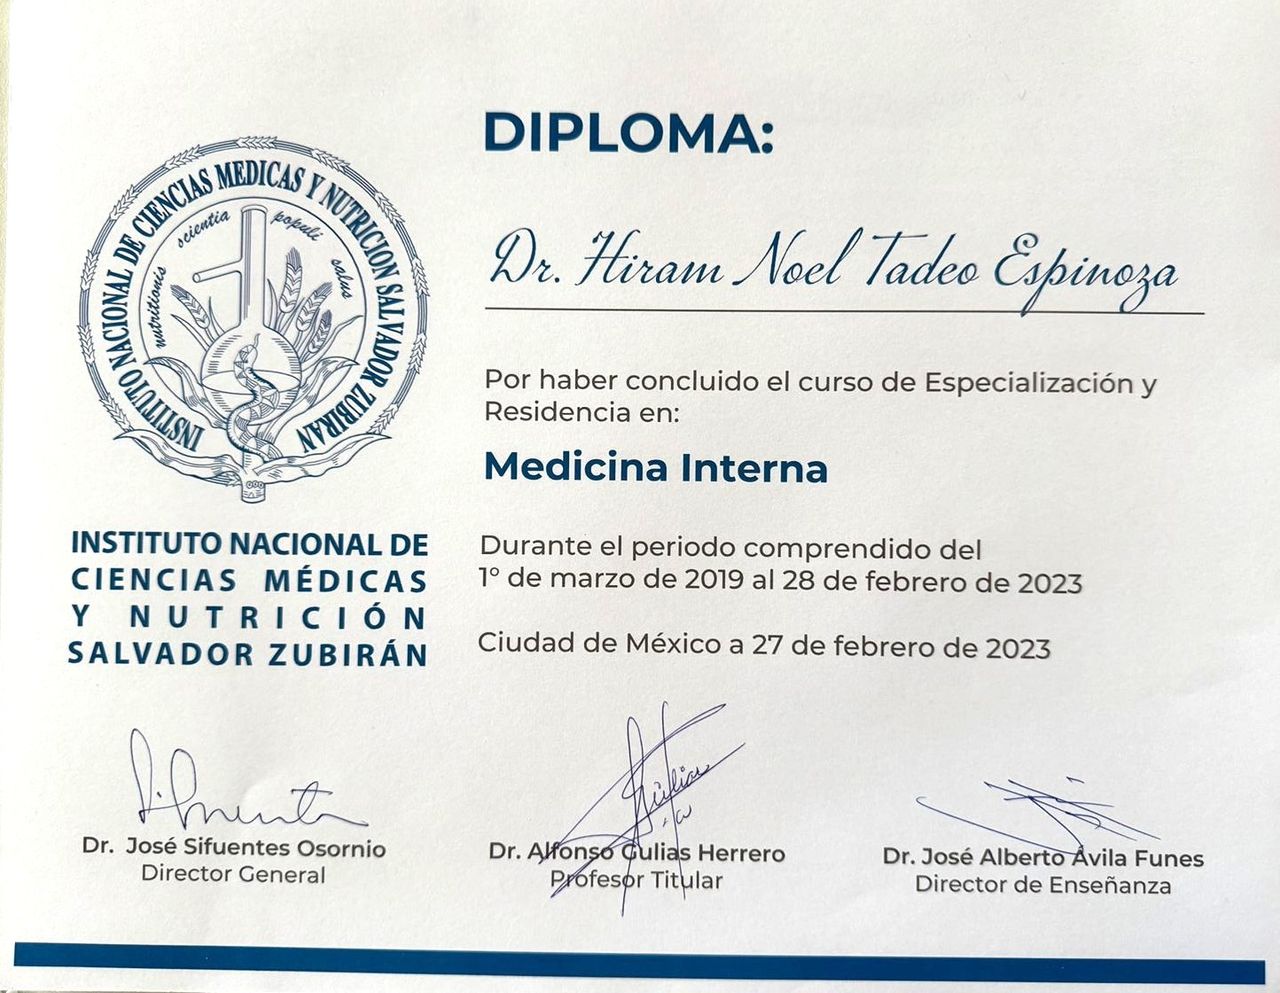 INSTITUTO NACIONAL DE CIENCIAS MEDICAS Y NUTRICION SALVADOR ZUBIRAN
nutritionis scientia populi salus
INSTITUTO NACIONAL DE
CIENCIAS MÉDICAS
Y NUTRICIÓN
SALVADOR ZUBIRÁN
DIPLOMA:
Dr. Hiram Noel Tadeo Espinoza
Por haber concluido el curso de Especialización y
Residencia en:
Medicina Interna
Durante el periodo comprendido del
1° de marzo de 2019 al 28 de febrero de 2023
Ciudad de México a 27 de febrero de 2023
Dr. José Sifuentes Osornio
Director General
Dr. Alfonso Gulias Herrero
Profesor Titular
Dr. José Alberto Ávila Funes
Director de Enseñanza